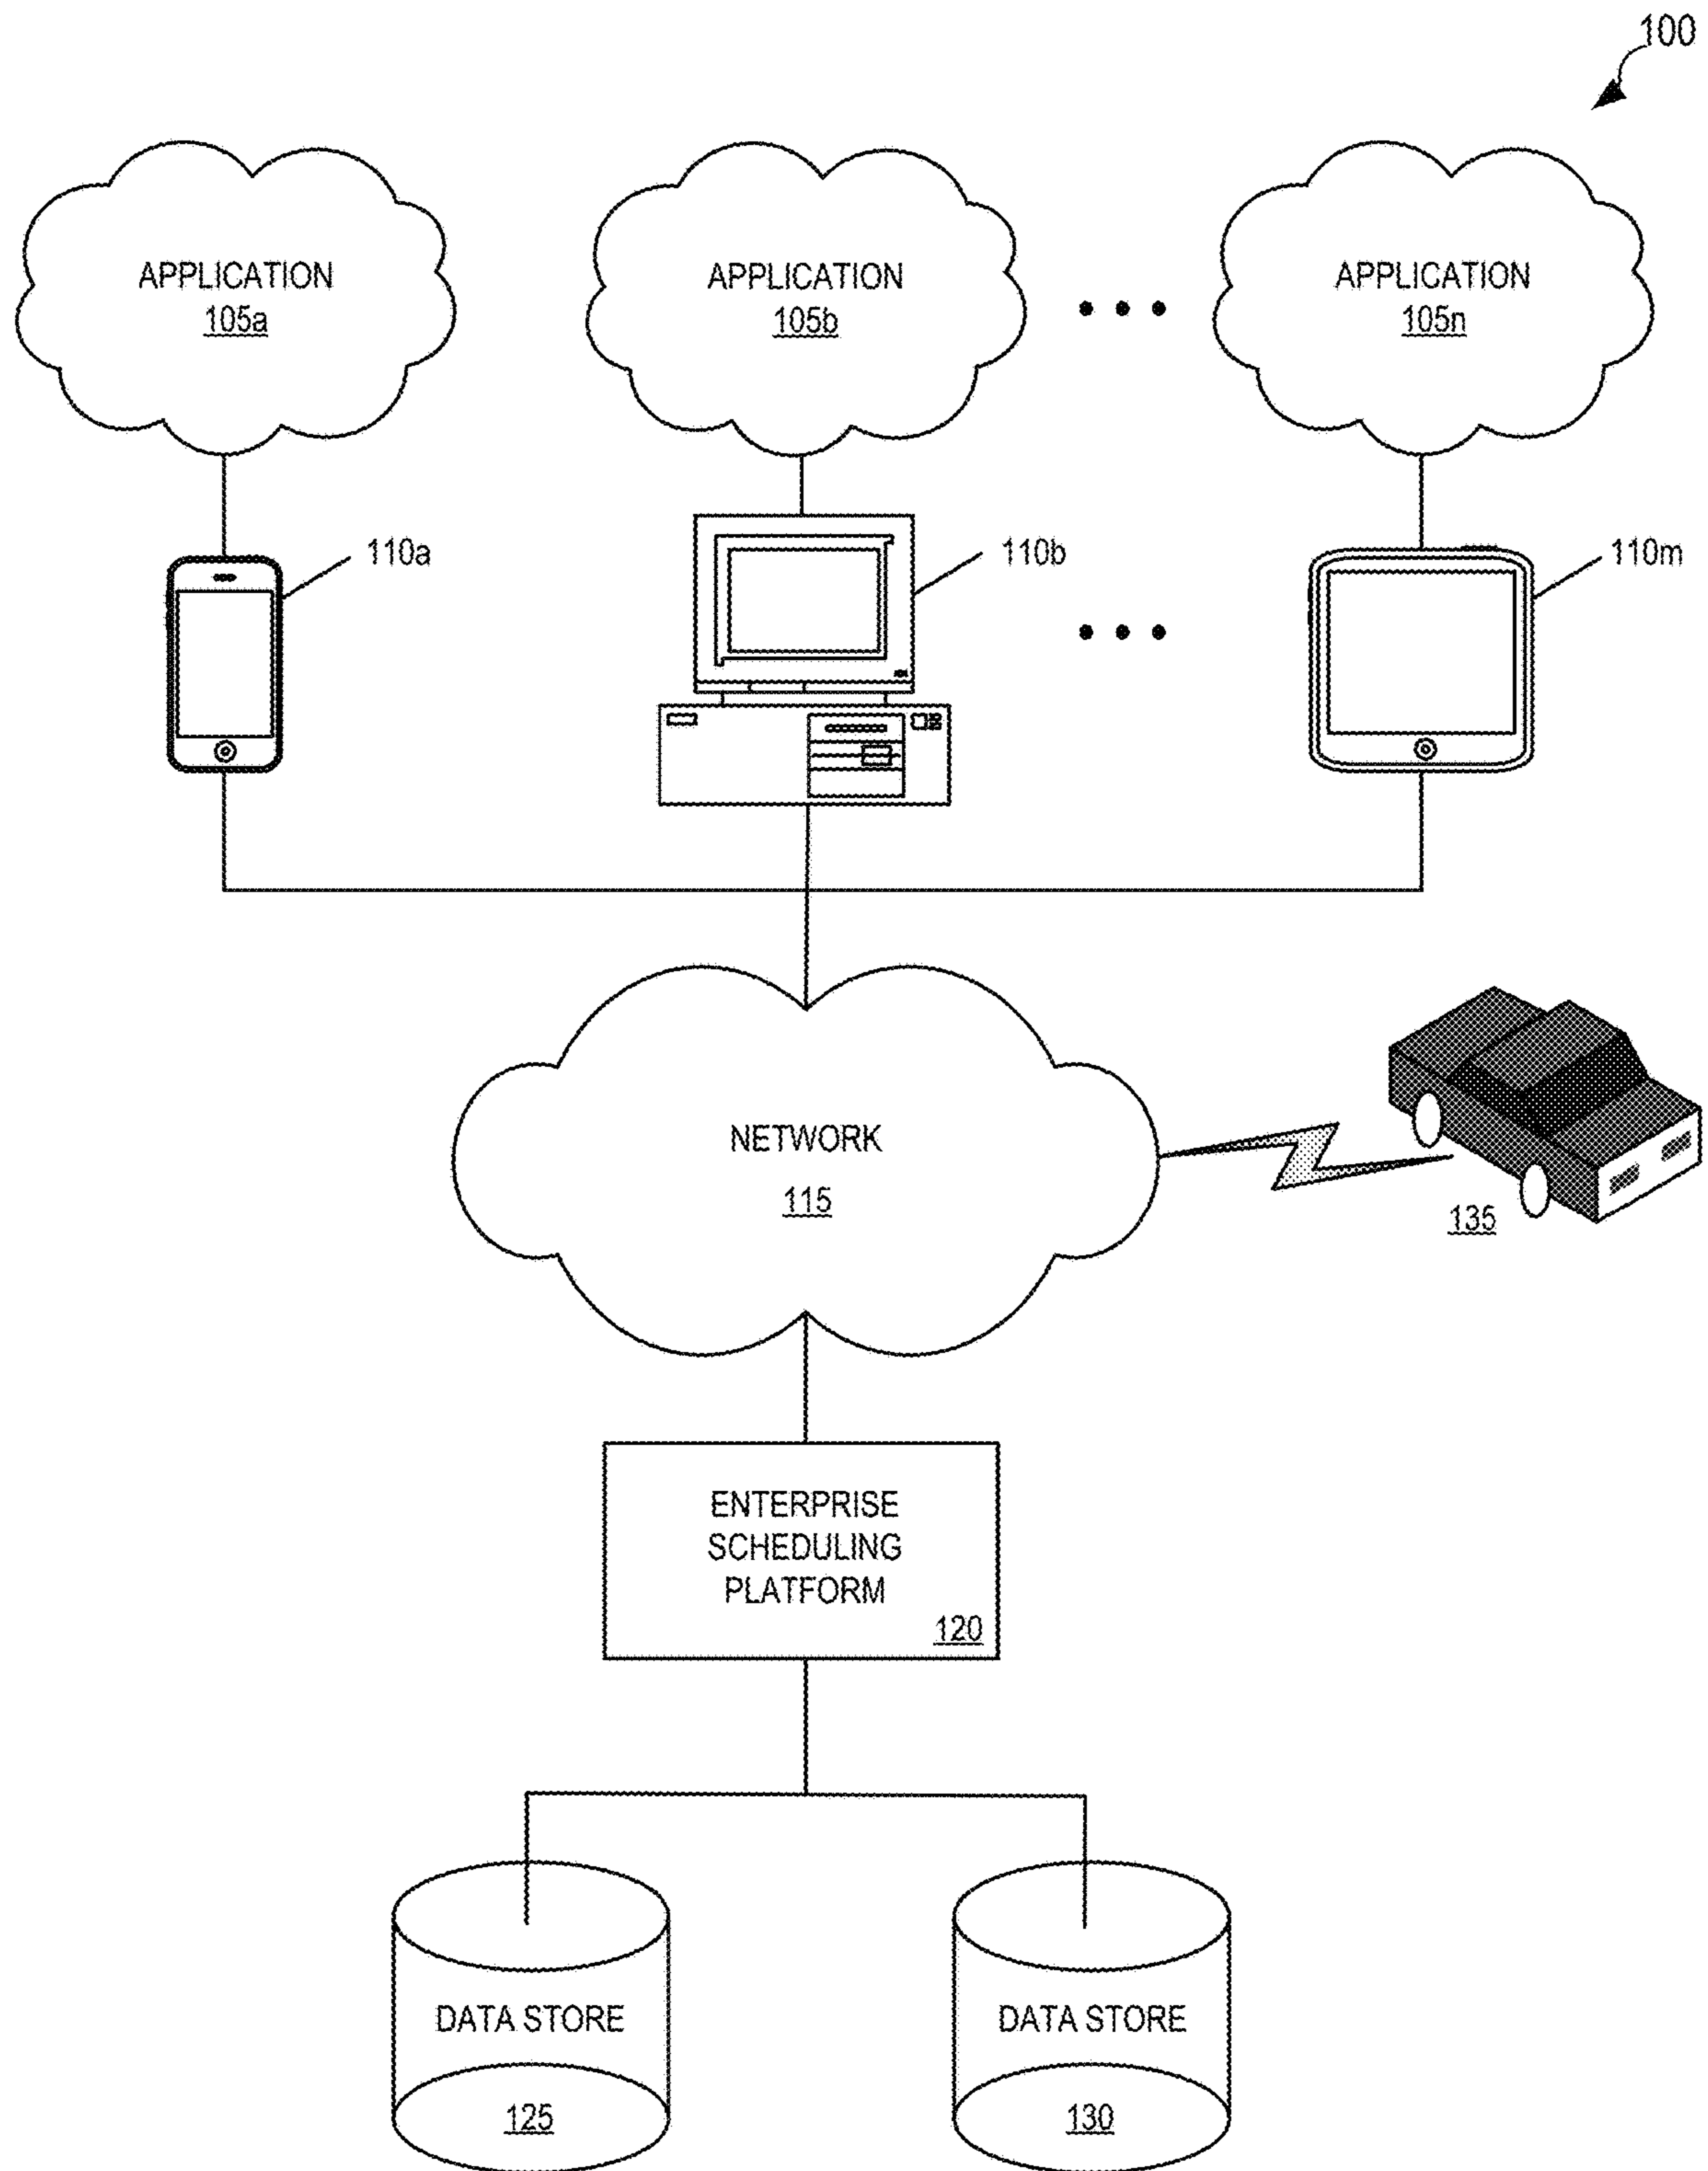 100
APPLICATION
105a
APPLICATION
105b
APPLICATION
105n
110a
110b
110m
NETWORK
115
135
ENTERPRISE
SCHEDULING
PLATFORM
120
DATA STORE
125
DATA STORE
130